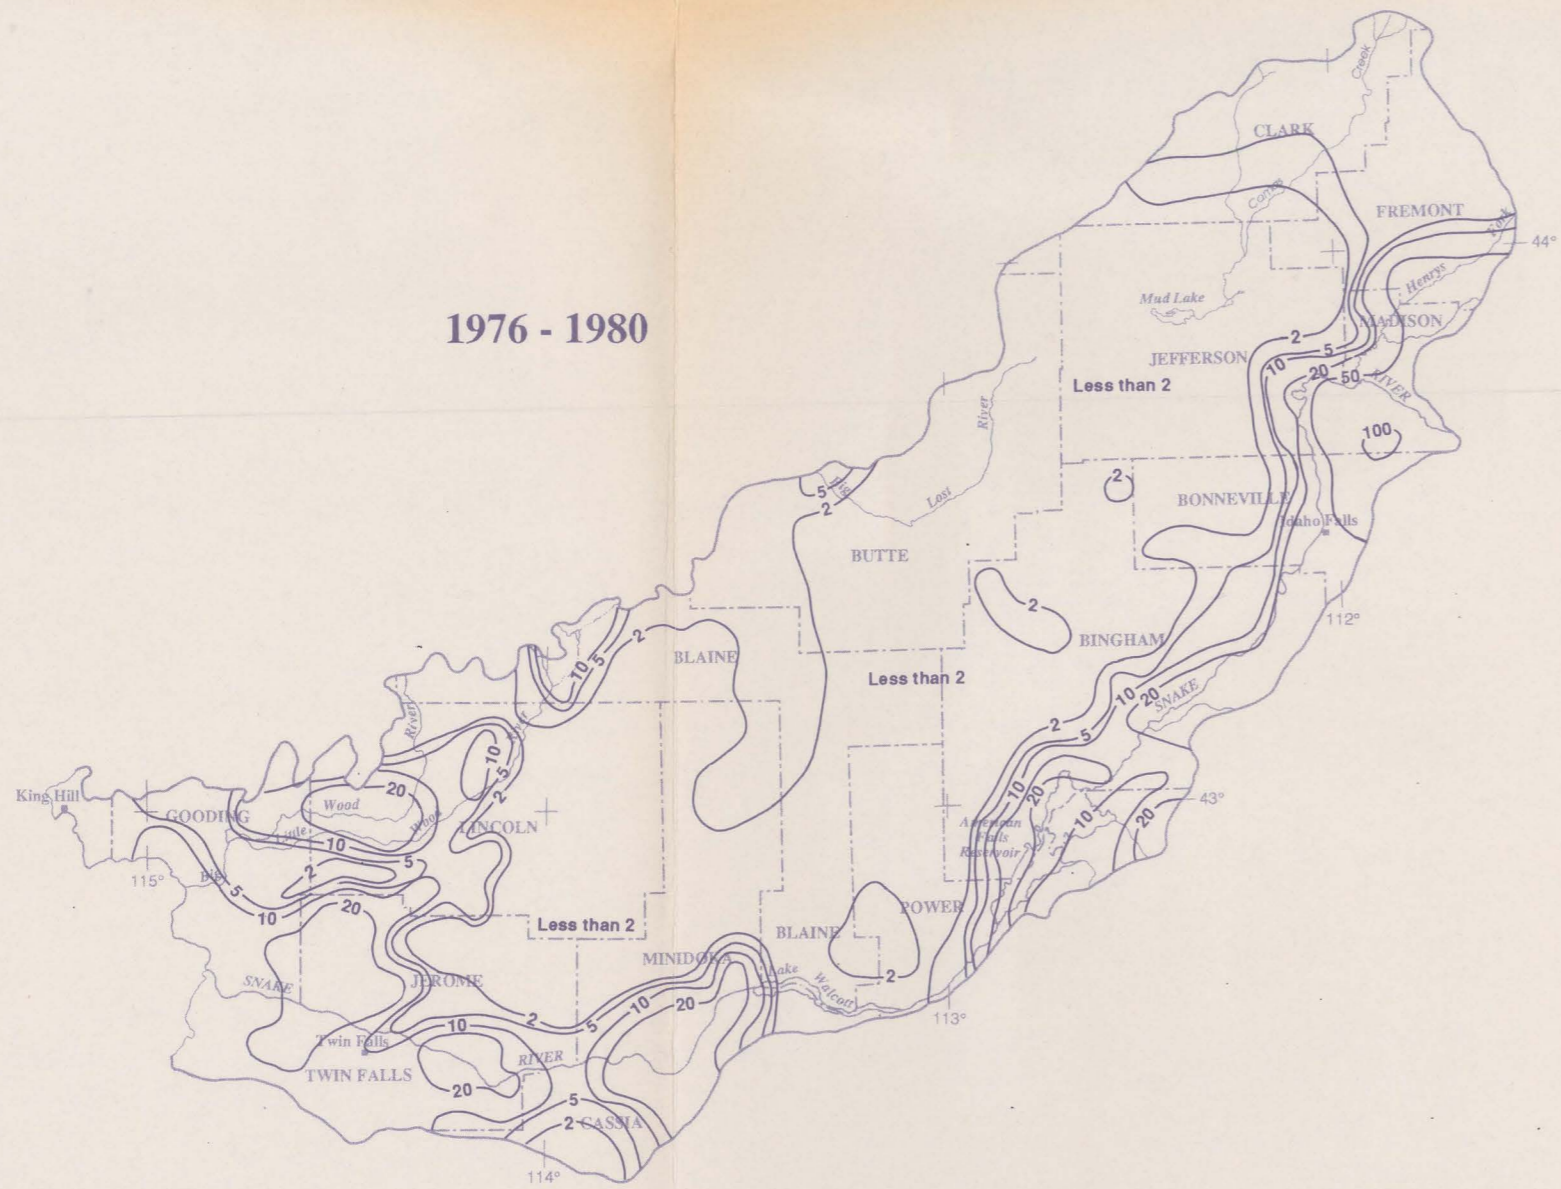 Creek
CLARK
Camas
FREMONT
Fork
44°
Henrys
Mud Lake
MADISON
1976 - 1980
2
5
JEFFERSON
10
20
50
RIVER
Less than 2
River
100
2
5
Big
Lost
BONNEVILLE
2
Idaho Falls
BUTTE
2
112°
2
BINGHAM
5
10
BLAINE
Less than 2
10
20
SNAKE
River
River
2
5
10
5
2
20
King Hill
Wood
10
20
43°
GOODING
Little
Wood
LINCOLN
American
Falls
Reservoir
10
20
10
5
115°
Big
2
5
10
20
POWER
Less than 2
BLAINE
MINIDOKA
Lake
Walcott
2
SNAKE
JEROME
10
20
10
2
5
113°
Twin Falls
RIVER
TWIN FALLS
20
5
2
CASSIA
114°